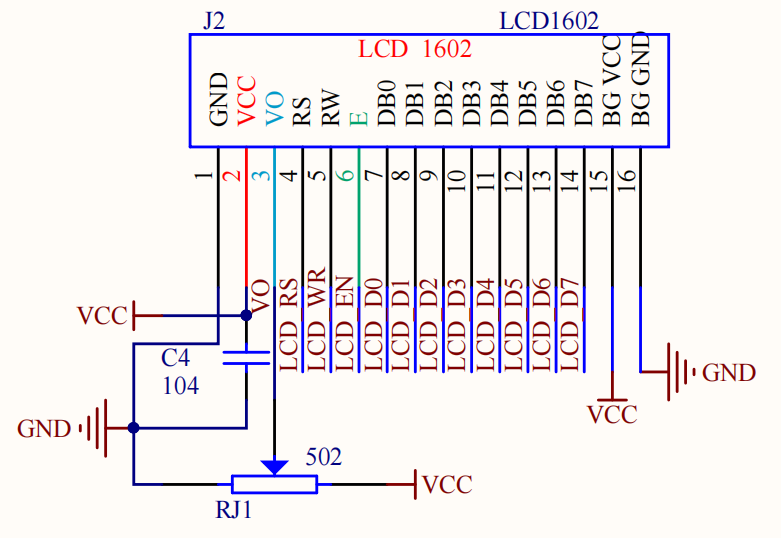 J2
LCD1602
LCD 1602
GND
VCC
VO
RS
RW
E
DB0
DB1
DB2
DB3
DB4
DB5
DB6
DB7
BG VCC
BG GND
1
2
3
4
5
6
7
8
9
10
11
12
13
14
15
16
VO
LCD RS
LCD WR
LCD EN
LCD D0
LCD D1
LCD D2
LCD D3
LCD D4
LCD D5
LCD D6
LCD D7
VCC
C4
104
GND
VCC
GND
502
VCC
RJ1